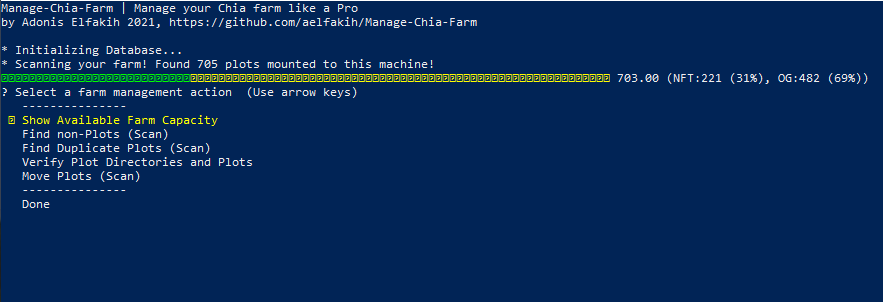 Manage-Chia-Farm | Manage your Chia farm like a Pro
by Adonis Elfakih 2021, https://github.com/aelfakih/Manage-Chia-Farm
* Initializing Database...
* Scanning your farm! Found 705 plots mounted to this machine!
703.00 (NFT:221 (31%), OG:482 (69%))
? Select a farm management action  (Use arrow keys)
---------------
Show Available Farm Capacity
Find non-Plots (Scan)
Find Duplicate Plots (Scan)
Verify Plot Directories and Plots
Move Plots (Scan)
---------------
Done